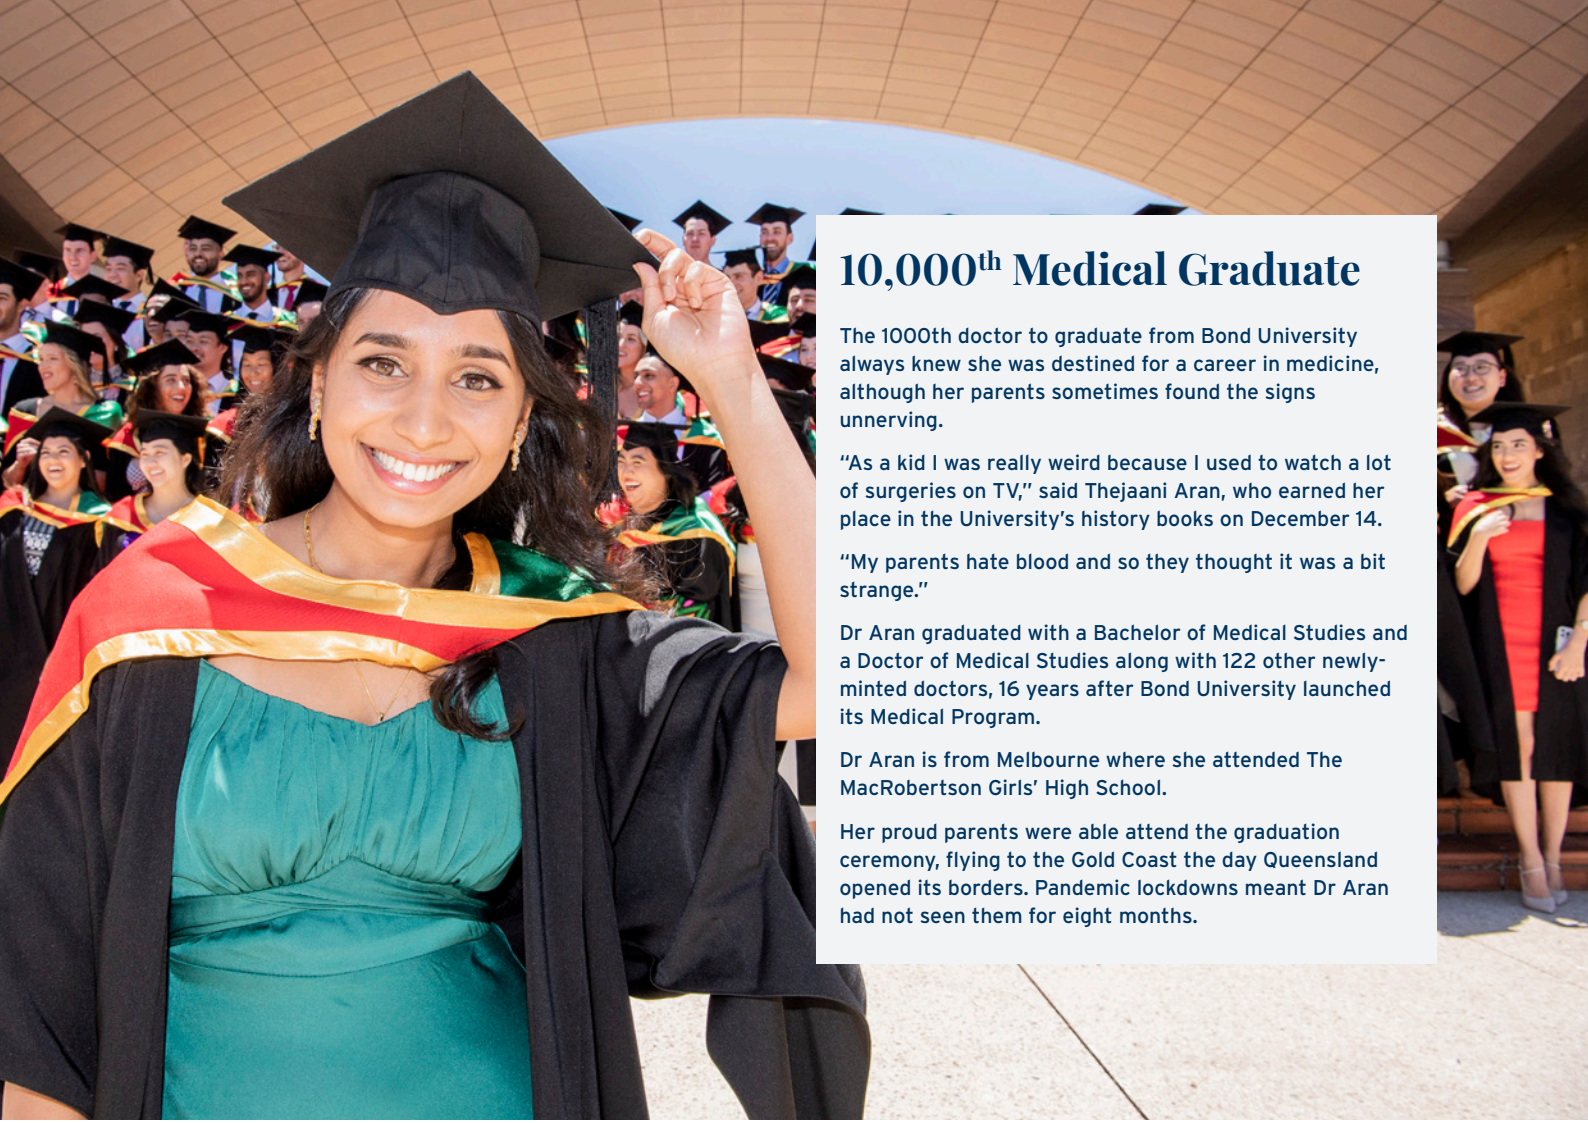 10,000th Medical Graduate
The 1000th doctor to graduate from Bond University
always knew she was destined for a career in medicine,
although her parents sometimes found the signs
unnerving.
“As a kid I was really weird because I used to watch a lot
of surgeries on TV,” said Thejaani Aran, who earned her
place in the University’s history books on December 14.
“My parents hate blood and so they thought it was a bit
strange.”
Dr Aran graduated with a Bachelor of Medical Studies and
a Doctor of Medical Studies along with 122 other newly-
minted doctors, 16 years after Bond University launched
its Medical Program.
Dr Aran is from Melbourne where she attended The
MacRobertson Girls’ High School.
Her proud parents were able attend the graduation
ceremony, flying to the Gold Coast the day Queensland
opened its borders. Pandemic lockdowns meant Dr Aran
had not seen them for eight months.